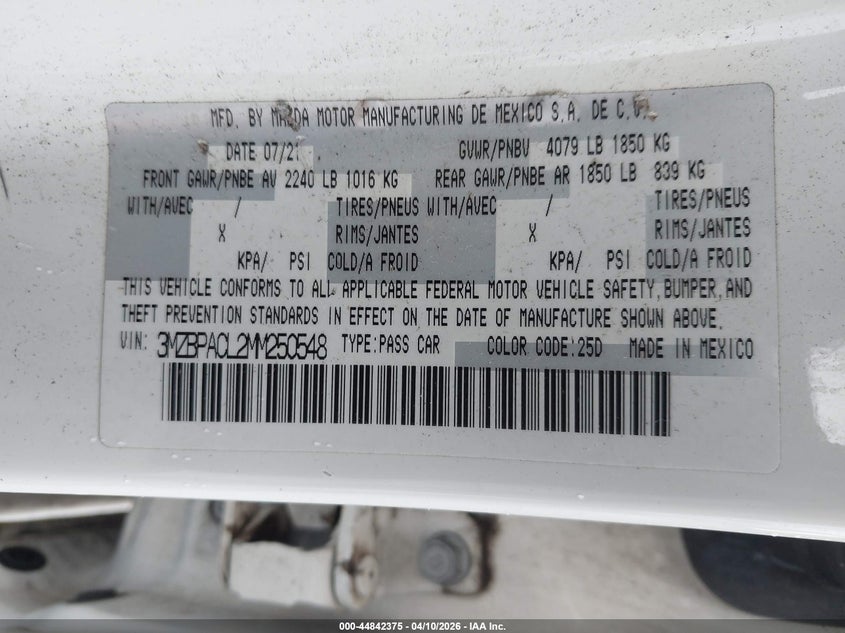 MFD. BY MAZDA MOTOR MANUFACTURING DE MEXICO S.A. DE C.V.
DATE 07/21 GVWR/PNBV 4079 LB 1850 KG
FRONT GAWR/PNBE AV 2240 LB 1016 KG REAR GAWR/PNBE AR 1850 LB 839 KG
WITH/AVEC / TIRES/PNEUS WITH/AVEC / TIRES/PNEUS
X RIMS/JANTES X RIMS/JANTES
KPA/ PSI COLD/A FROID KPA/ PSI COLD/A FROID
THIS VEHICLE CONFORMS TO ALL APPLICABLE FEDERAL MOTOR VEHICLE SAFETY, BUMPER, AND
THEFT PREVENTION STANDARDS IN EFFECT ON THE DATE OF MANUFACTURE SHOWN ABOVE.
VIN: 3MZBPACL2MM250548 TYPE:PASS CAR COLOR CODE:25D MADE IN MEXICO
000-44842375 - 04/10/2026 - IAA Inc.